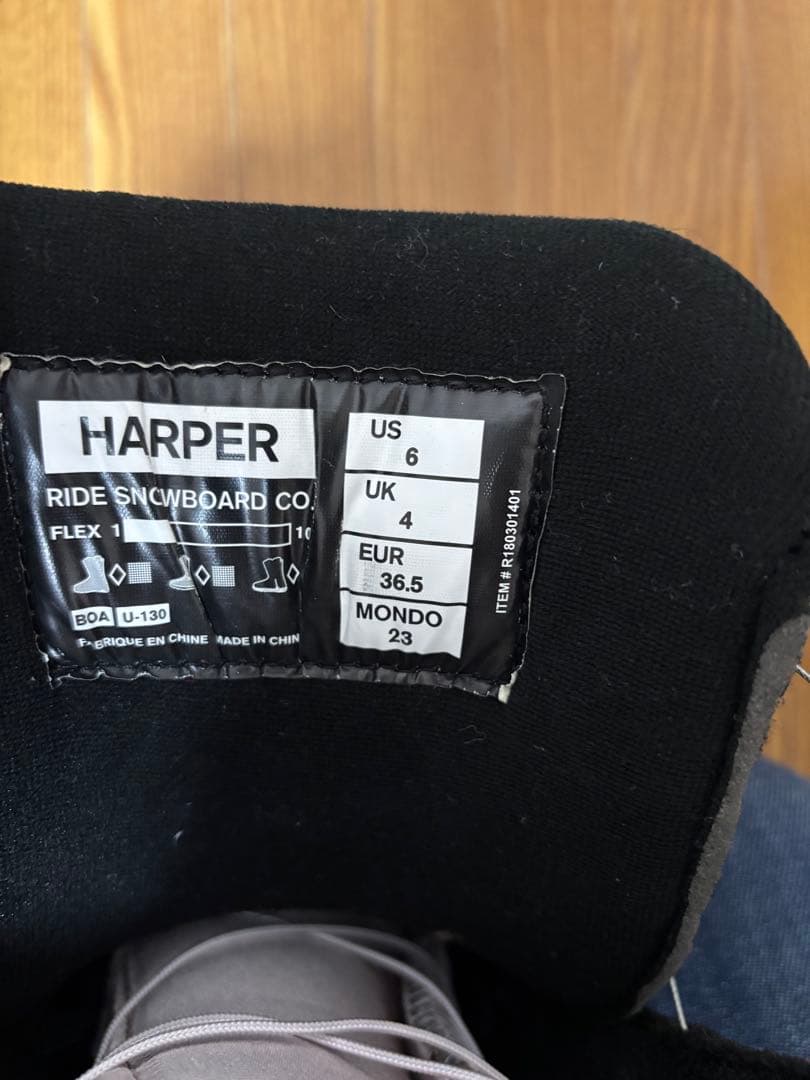 HARPER
RIDE SNOWBOARD CO.
FLEX 1 10
BOA U-130
FABRIQUE EN CHINE MADE IN CHIN
US
6
UK
4
EUR
36.5
MONDO
23
ITEM # R180301401